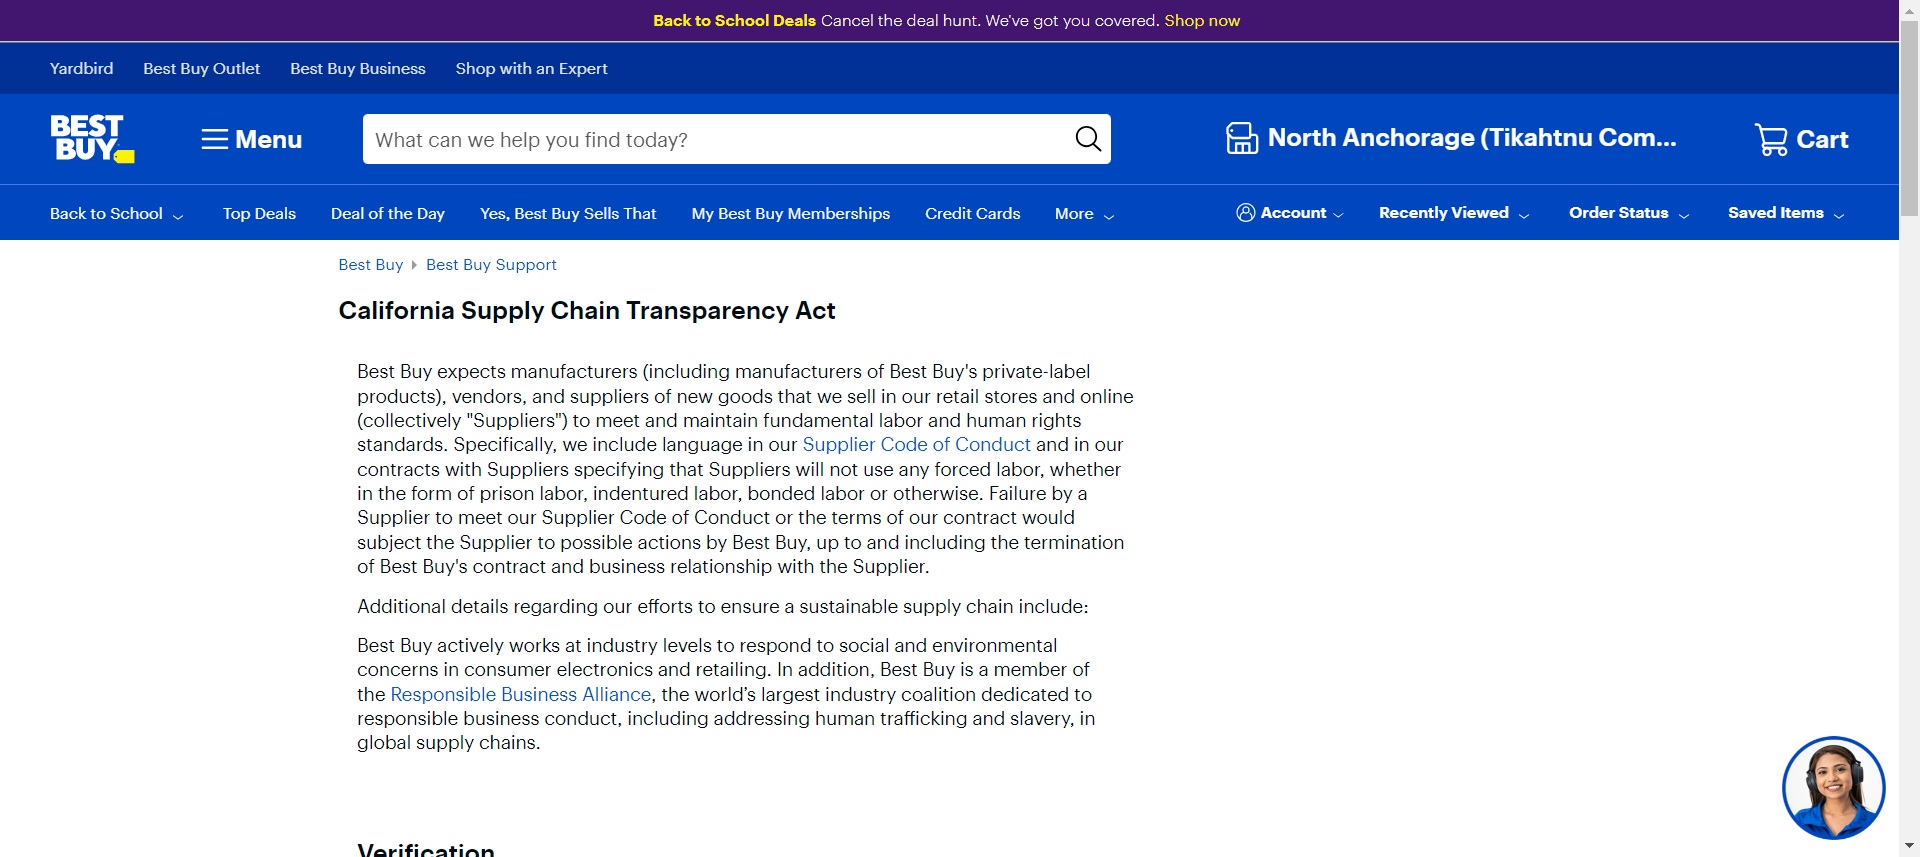 Back to School Deals Cancel the deal hunt. We've got you covered. Shop now
Yardbird Best Buy Outlet Best Buy Business Shop with an Expert
BEST BUY
Menu
What can we help you find today?
North Anchorage (Tikahtnu Com...
Cart
Back to School Top Deals Deal of the Day Yes, Best Buy Sells That My Best Buy Memberships Credit Cards More Account Recently Viewed Order Status Saved Items
Best Buy Best Buy Support
California Supply Chain Transparency Act
Best Buy expects manufacturers (including manufacturers of Best Buy's private-label
products), vendors, and suppliers of new goods that we sell in our retail stores and online
(collectively "Suppliers") to meet and maintain fundamental labor and human rights
standards. Specifically, we include language in our Supplier Code of Conduct and in our
contracts with Suppliers specifying that Suppliers will not use any forced labor, whether
in the form of prison labor, indentured labor, bonded labor or otherwise. Failure by a
Supplier to meet our Supplier Code of Conduct or the terms of our contract would
subject the Supplier to possible actions by Best Buy, up to and including the termination
of Best Buy's contract and business relationship with the Supplier.
Additional details regarding our efforts to ensure a sustainable supply chain include:
Best Buy actively works at industry levels to respond to social and environmental
concerns in consumer electronics and retailing. In addition, Best Buy is a member of
the Responsible Business Alliance, the world’s largest industry coalition dedicated to
responsible business conduct, including addressing human trafficking and slavery, in
global supply chains.
Verification